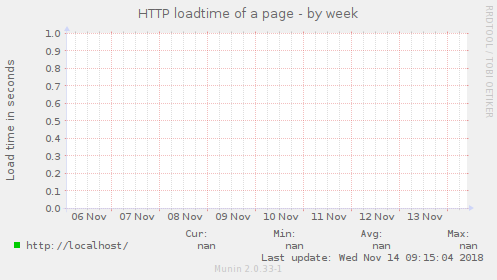 HTTP loadtime of a page - by week
RRDTOOL / TOBI OETIKER
Load time in seconds
1.0
0.9
0.8
0.7
0.6
0.5
0.4
0.3
0.2
0.1
0.0
06 Nov 07 Nov 08 Nov 09 Nov 10 Nov 11 Nov 12 Nov 13 Nov
Cur: Min: Avg: Max:
http://localhost/ nan nan nan nan
Last update: Wed Nov 14 09:15:04 2018
Munin 2.0.33-1